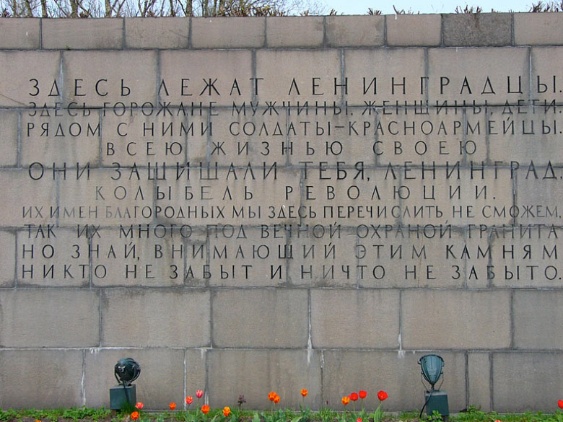 ЗДЕСЬ ЛЕЖАТ ЛЕНИНГРАДЦЫ.
ЗДЕСЬ ГОРОЖАНЕ МУЖЧИНЫ, ЖЕНЩИНЫ, ДЕТИ.
РЯДОМ С НИМИ СОЛДАТЫ-КРАСНОАРМЕЙЦЫ.
ВСЕЮ ЖИЗНЬЮ СВОЕЮ
ОНИ ЗАЩИЩАЛИ ТЕБЯ, ЛЕНИНГРАД,
КОЛЫБЕЛЬ РЕВОЛЮЦИИ.
ИХ ИМЕН БЛАГОРОДНЫХ МЫ ЗДЕСЬ ПЕРЕЧИСЛИТЬ НЕ СМОЖЕМ,
ТАК ИХ МНОГО ПОД ВЕЧНОЙ ОХРАНОЙ ГРАНИТА
НО ЗНАЙ, ВНИМАЮЩИЙ ЭТИМ КАМНЯМ
НИКТО НЕ ЗАБЫТ И НИЧТО НЕ ЗАБЫТО.